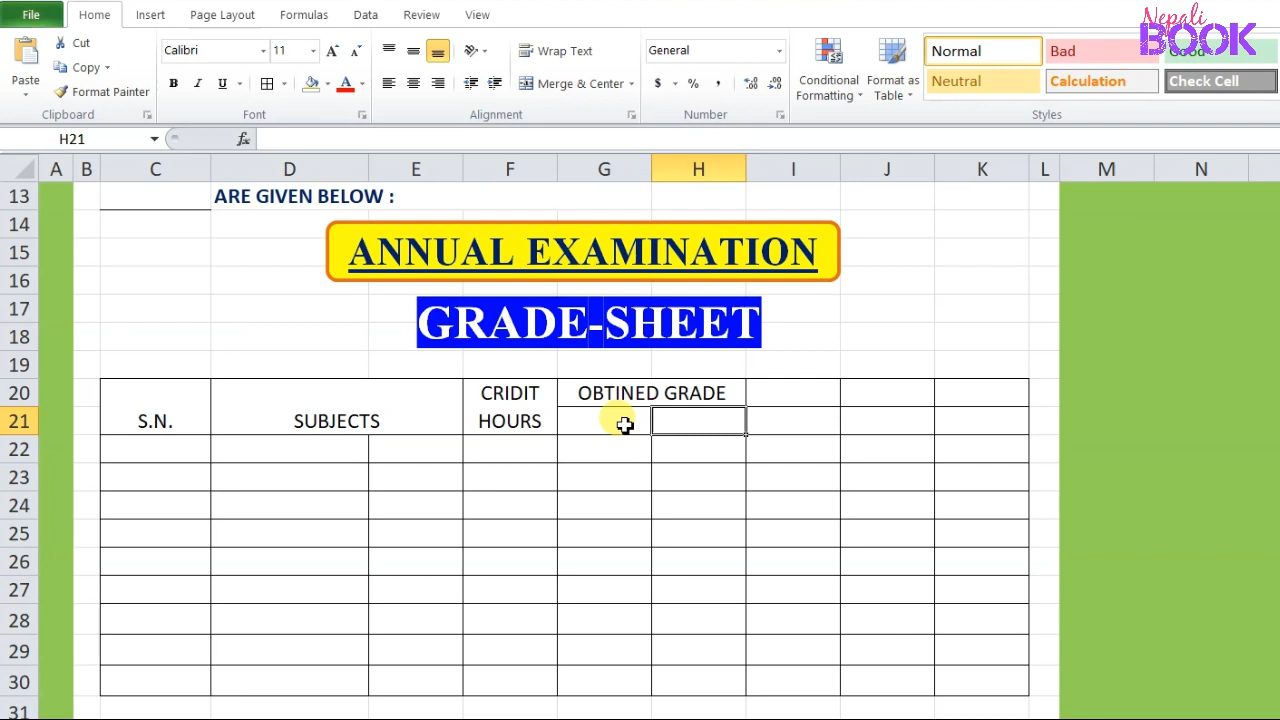 File Home Insert Page Layout Formulas Data Review View
Nepali
BOOK
Cut
Copy
Format Painter
Paste
Clipboard
Calibri 11
B I U A
Font
Wrap Text
Merge & Center
Alignment
General
$ % ,
Number
Conditional
Formatting
Format as
Table
Normal Bad Good
Neutral Calculation Check Cell
Styles
H21 fx
A B C D E F G H I J K L M N
13 ARE GIVEN BELOW :
14
15 ANNUAL EXAMINATION
16
17 GRADE-SHEET
18
19
20 CRIDIT OBTINED GRADE
21 S.N. SUBJECTS HOURS
22
23
24
25
26
27
28
29
30
31